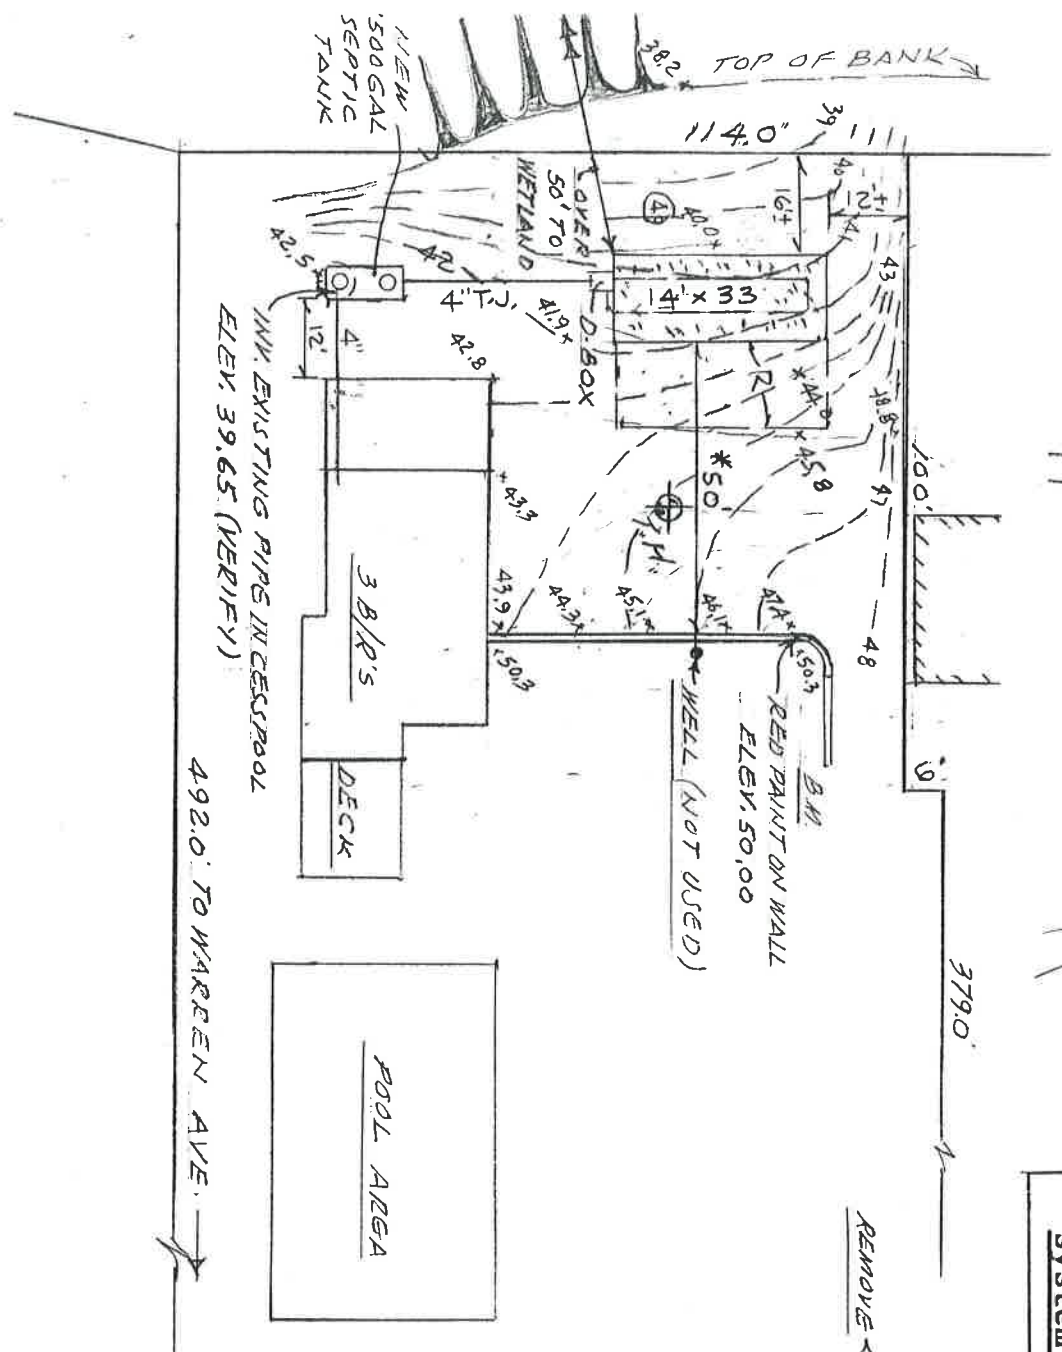 TOP OF BANK
38.2 x
NEW
1500 GAL
SEPTIC
TANK
114.0"
39
40
16±
12±
41
43
40.0 x
49
OVER
50' TO
WETLAND
42.5 x
42
4" T.J.
41.9 x
D. BOX
14' x 33
R
x 44.0
x 45.8
48.8
47
100'
12'
4"
42.8
INV. EXISTING PIPE IN CESSPOOL
ELEV. 39.65 (VERIFY)
x 43.3
*50
T.H.
43.9 x
44.3 x
45.1 x
46.1 x
47.4 x
48
x 50.3
x 50.3
3 B/R'S
DECK
WELL (NOT USED)
B.M.
RED PAINT ON WALL
ELEV. 50.00
379.0'
492.0' TO WARREN AVE.
POOL AREA
REMOVE
System